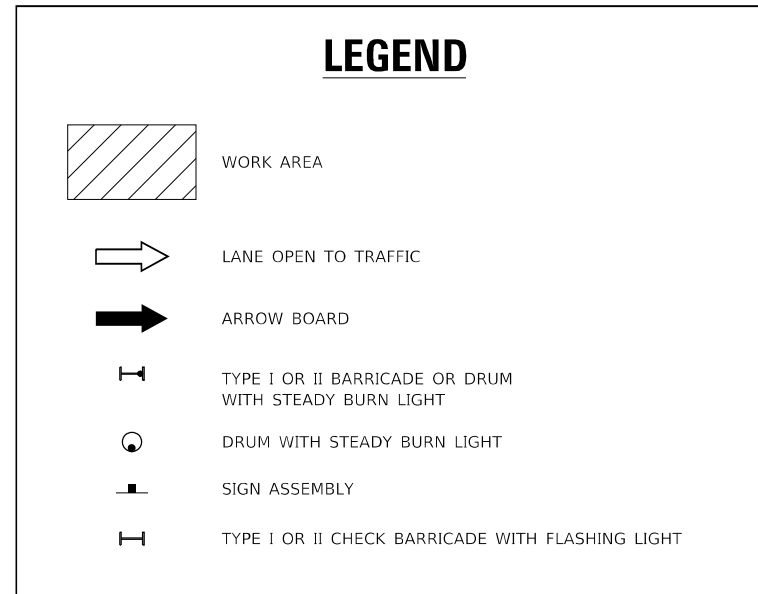 LEGEND
WORK AREA
LANE OPEN TO TRAFFIC
ARROW BOARD
TYPE I OR II BARRICADE OR DRUM
WITH STEADY BURN LIGHT
DRUM WITH STEADY BURN LIGHT
SIGN ASSEMBLY
TYPE I OR II CHECK BARRICADE WITH FLASHING LIGHT